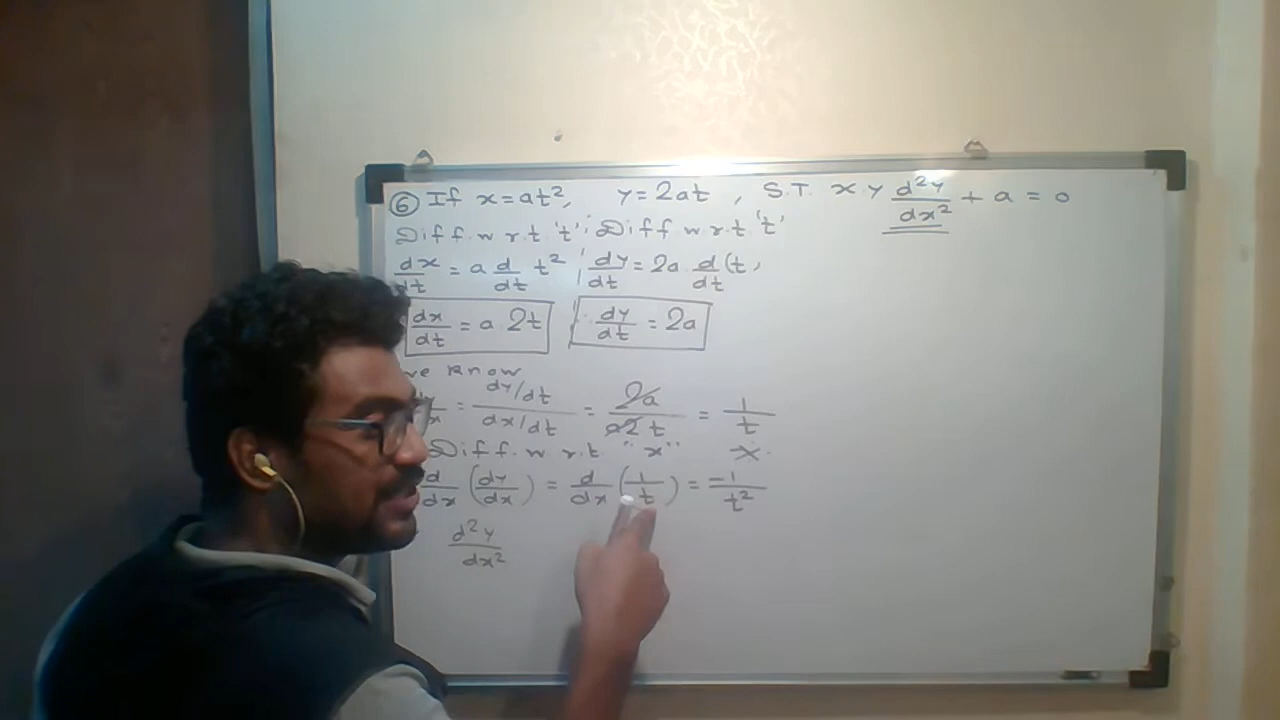 ⑥ If x = at², y = 2at, S.T. x y d²y/dx² + a = 0
Diff w r.t 't' Diff w r.t 't'
dx/dt = a d/dt t² dy/dt = 2a d/dt (t)
dx/dt = a 2t dy/dt = 2a
we know
= dy/dt / dx/dt = 2a / a2t = 1/t
Diff. w r.t. "x"
d/dx (dy/dx) = d/dx (1/t) = -1/t²
d²y/dx²